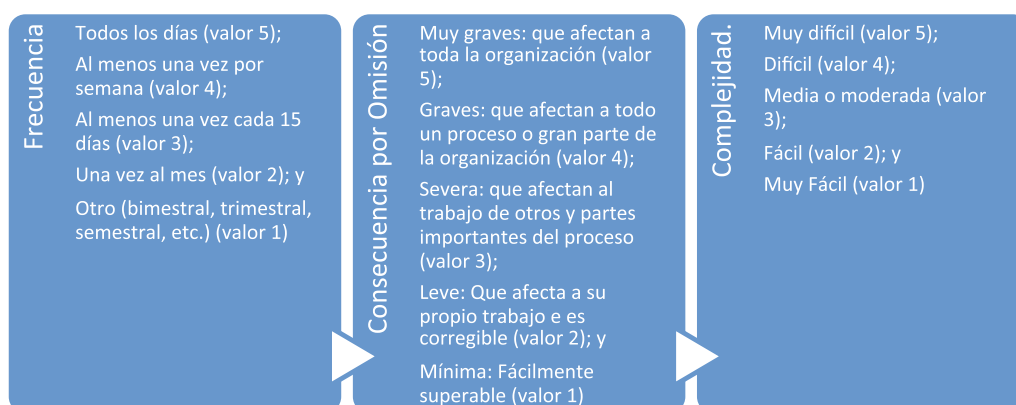 Frecuencia
Todos los días (valor 5);
Al menos una vez por
semana (valor 4);
Al menos una vez cada 15
días (valor 3);
Una vez al mes (valor 2); y
Otro (bimestral, trimestral,
semestral, etc.) (valor 1)
Consecuencia por Omisión
Muy graves: que afectan a
toda la organización (valor
5);
Graves: que afectan a todo
un proceso o gran parte de
la organización (valor 4);
Severa: que afectan al
trabajo de otros y partes
importantes del proceso
(valor 3);
Leve: Que afecta a su
propio trabajo e es
corregible (valor 2); y
Mínima: Fácilmente
superable (valor 1)
Complejidad.
Muy difícil (valor 5);
Difícil (valor 4);
Media o moderada (valor
3);
Fácil (valor 2); y
Muy Fácil (valor 1)